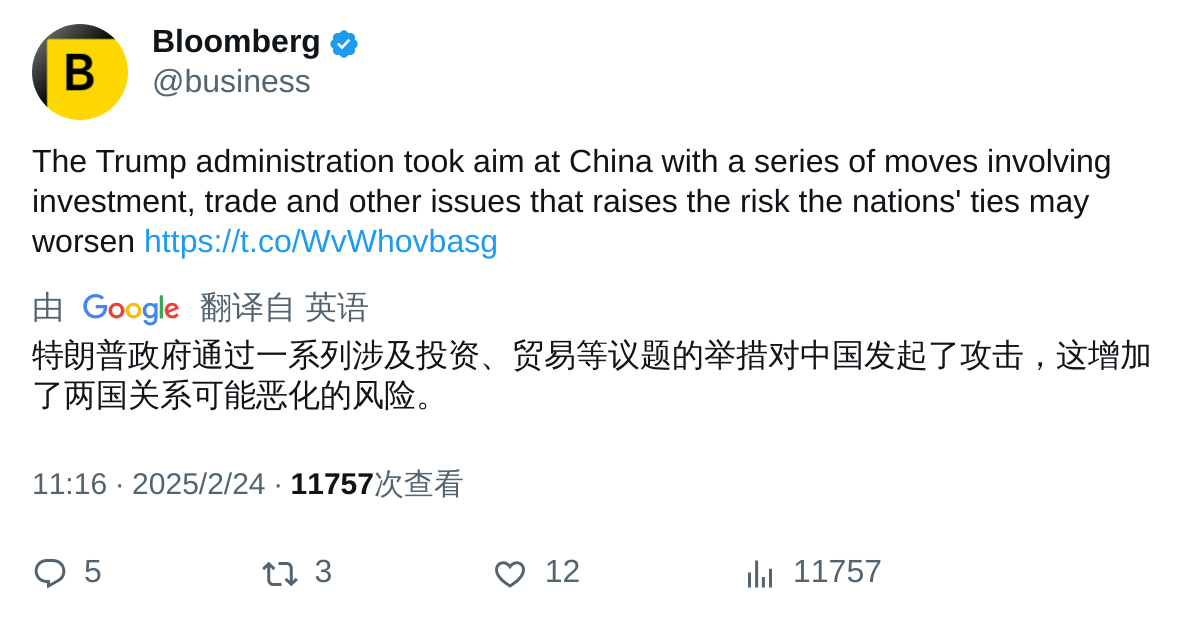 B
Bloomberg
@business
The Trump administration took aim at China with a series of moves involving
investment, trade and other issues that raises the risk the nations' ties may
worsen https://t.co/WvWhovbasg
由 Google 翻译自 英语
特朗普政府通过一系列涉及投资、贸易等议题的举措对中国发起了攻击，这增加
了两国关系可能恶化的风险。
11:16 · 2025/2/24 · 11757次查看
5 3 12 11757